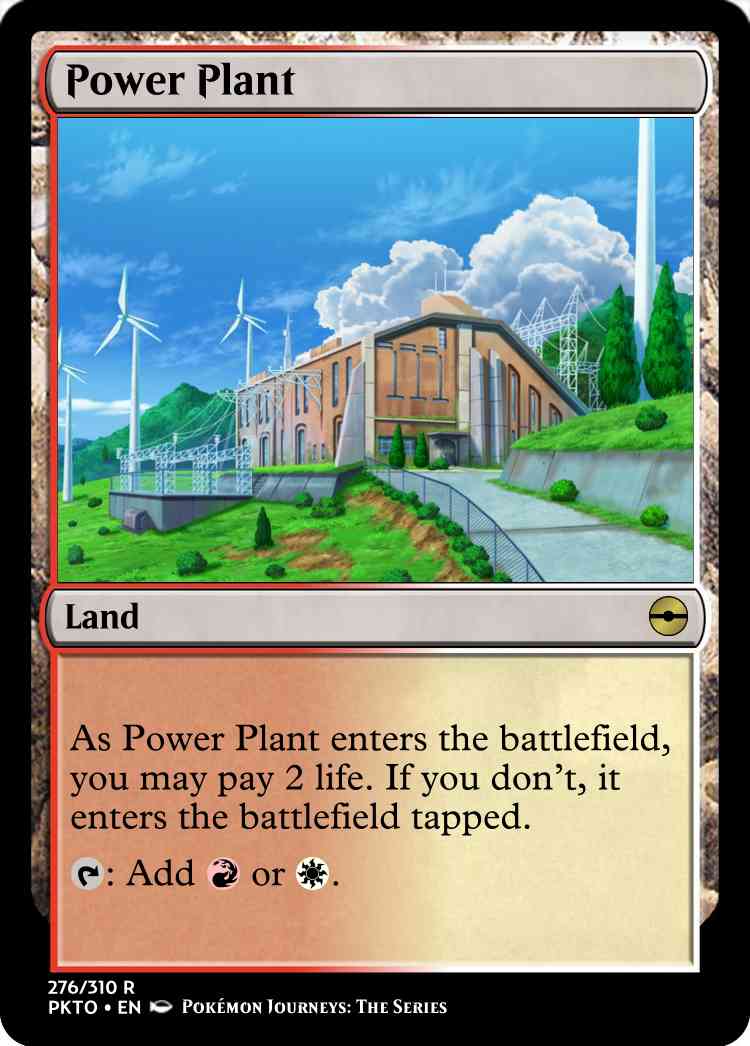 Power Plant
Land
As Power Plant enters the battlefield,
you may pay 2 life. If you don't, it
enters the battlefield tapped.
: Add or .
276/310 R
PKTO • EN Pokémon Journeys: The Series